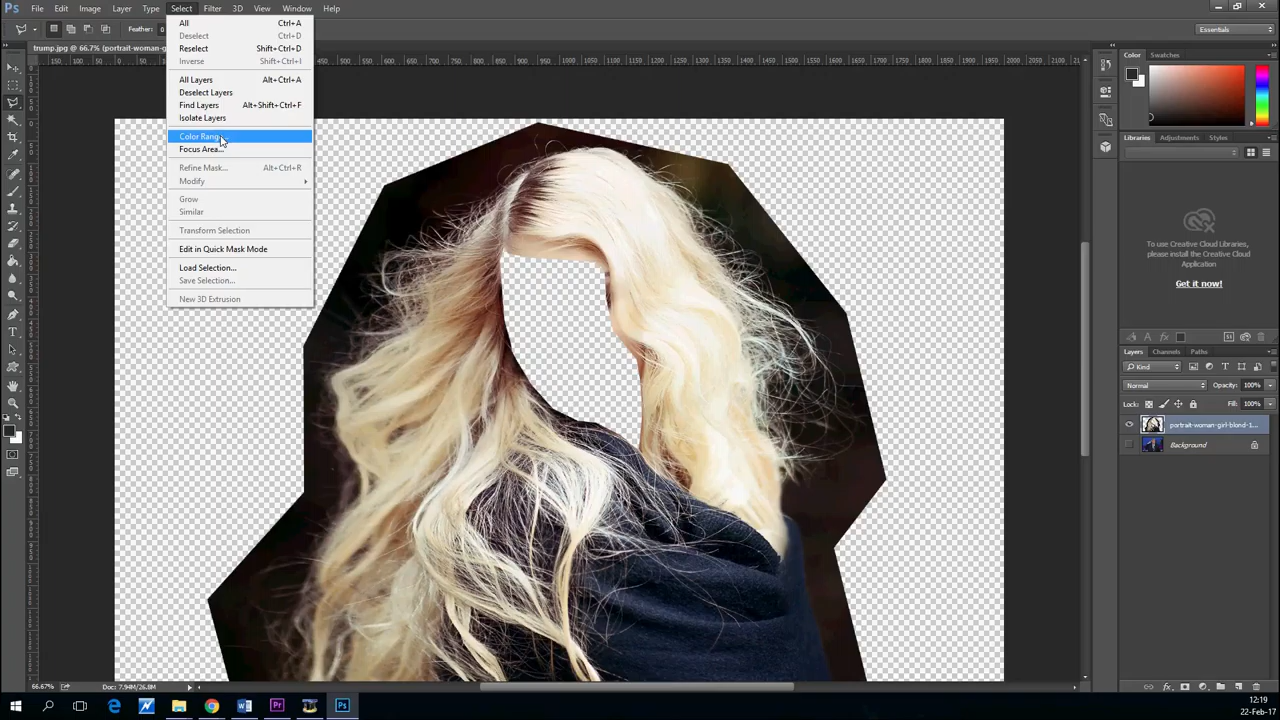 Ps File Edit Image Layer Type Select Filter 3D View Window Help
Feather: 0
Essentials
trump.jpg @ 66.7% (portrait-woman-g
All Ctrl+A
Deselect Ctrl+D
Reselect Shift+Ctrl+D
Inverse Shift+Ctrl+I
All Layers Alt+Ctrl+A
Deselect Layers
Find Layers Alt+Shift+Ctrl+F
Isolate Layers
Color Rang
Focus Area...
Refine Mask... Alt+Ctrl+R
Modify
Grow
Similar
Transform Selection
Edit in Quick Mask Mode
Load Selection...
Save Selection...
New 3D Extrusion
Color Swatches
Libraries Adjustments Styles
To use Creative Cloud Libraries,
please install the Creative Cloud
Application
Get it now!
Layers Channels Paths
Kind
Normal Opacity: 100%
Lock: Fill: 100%
portrait-woman-girl-blond-1...
Background
66.67% Doc: 7.94M/26.8M
12:19
22-Feb-17